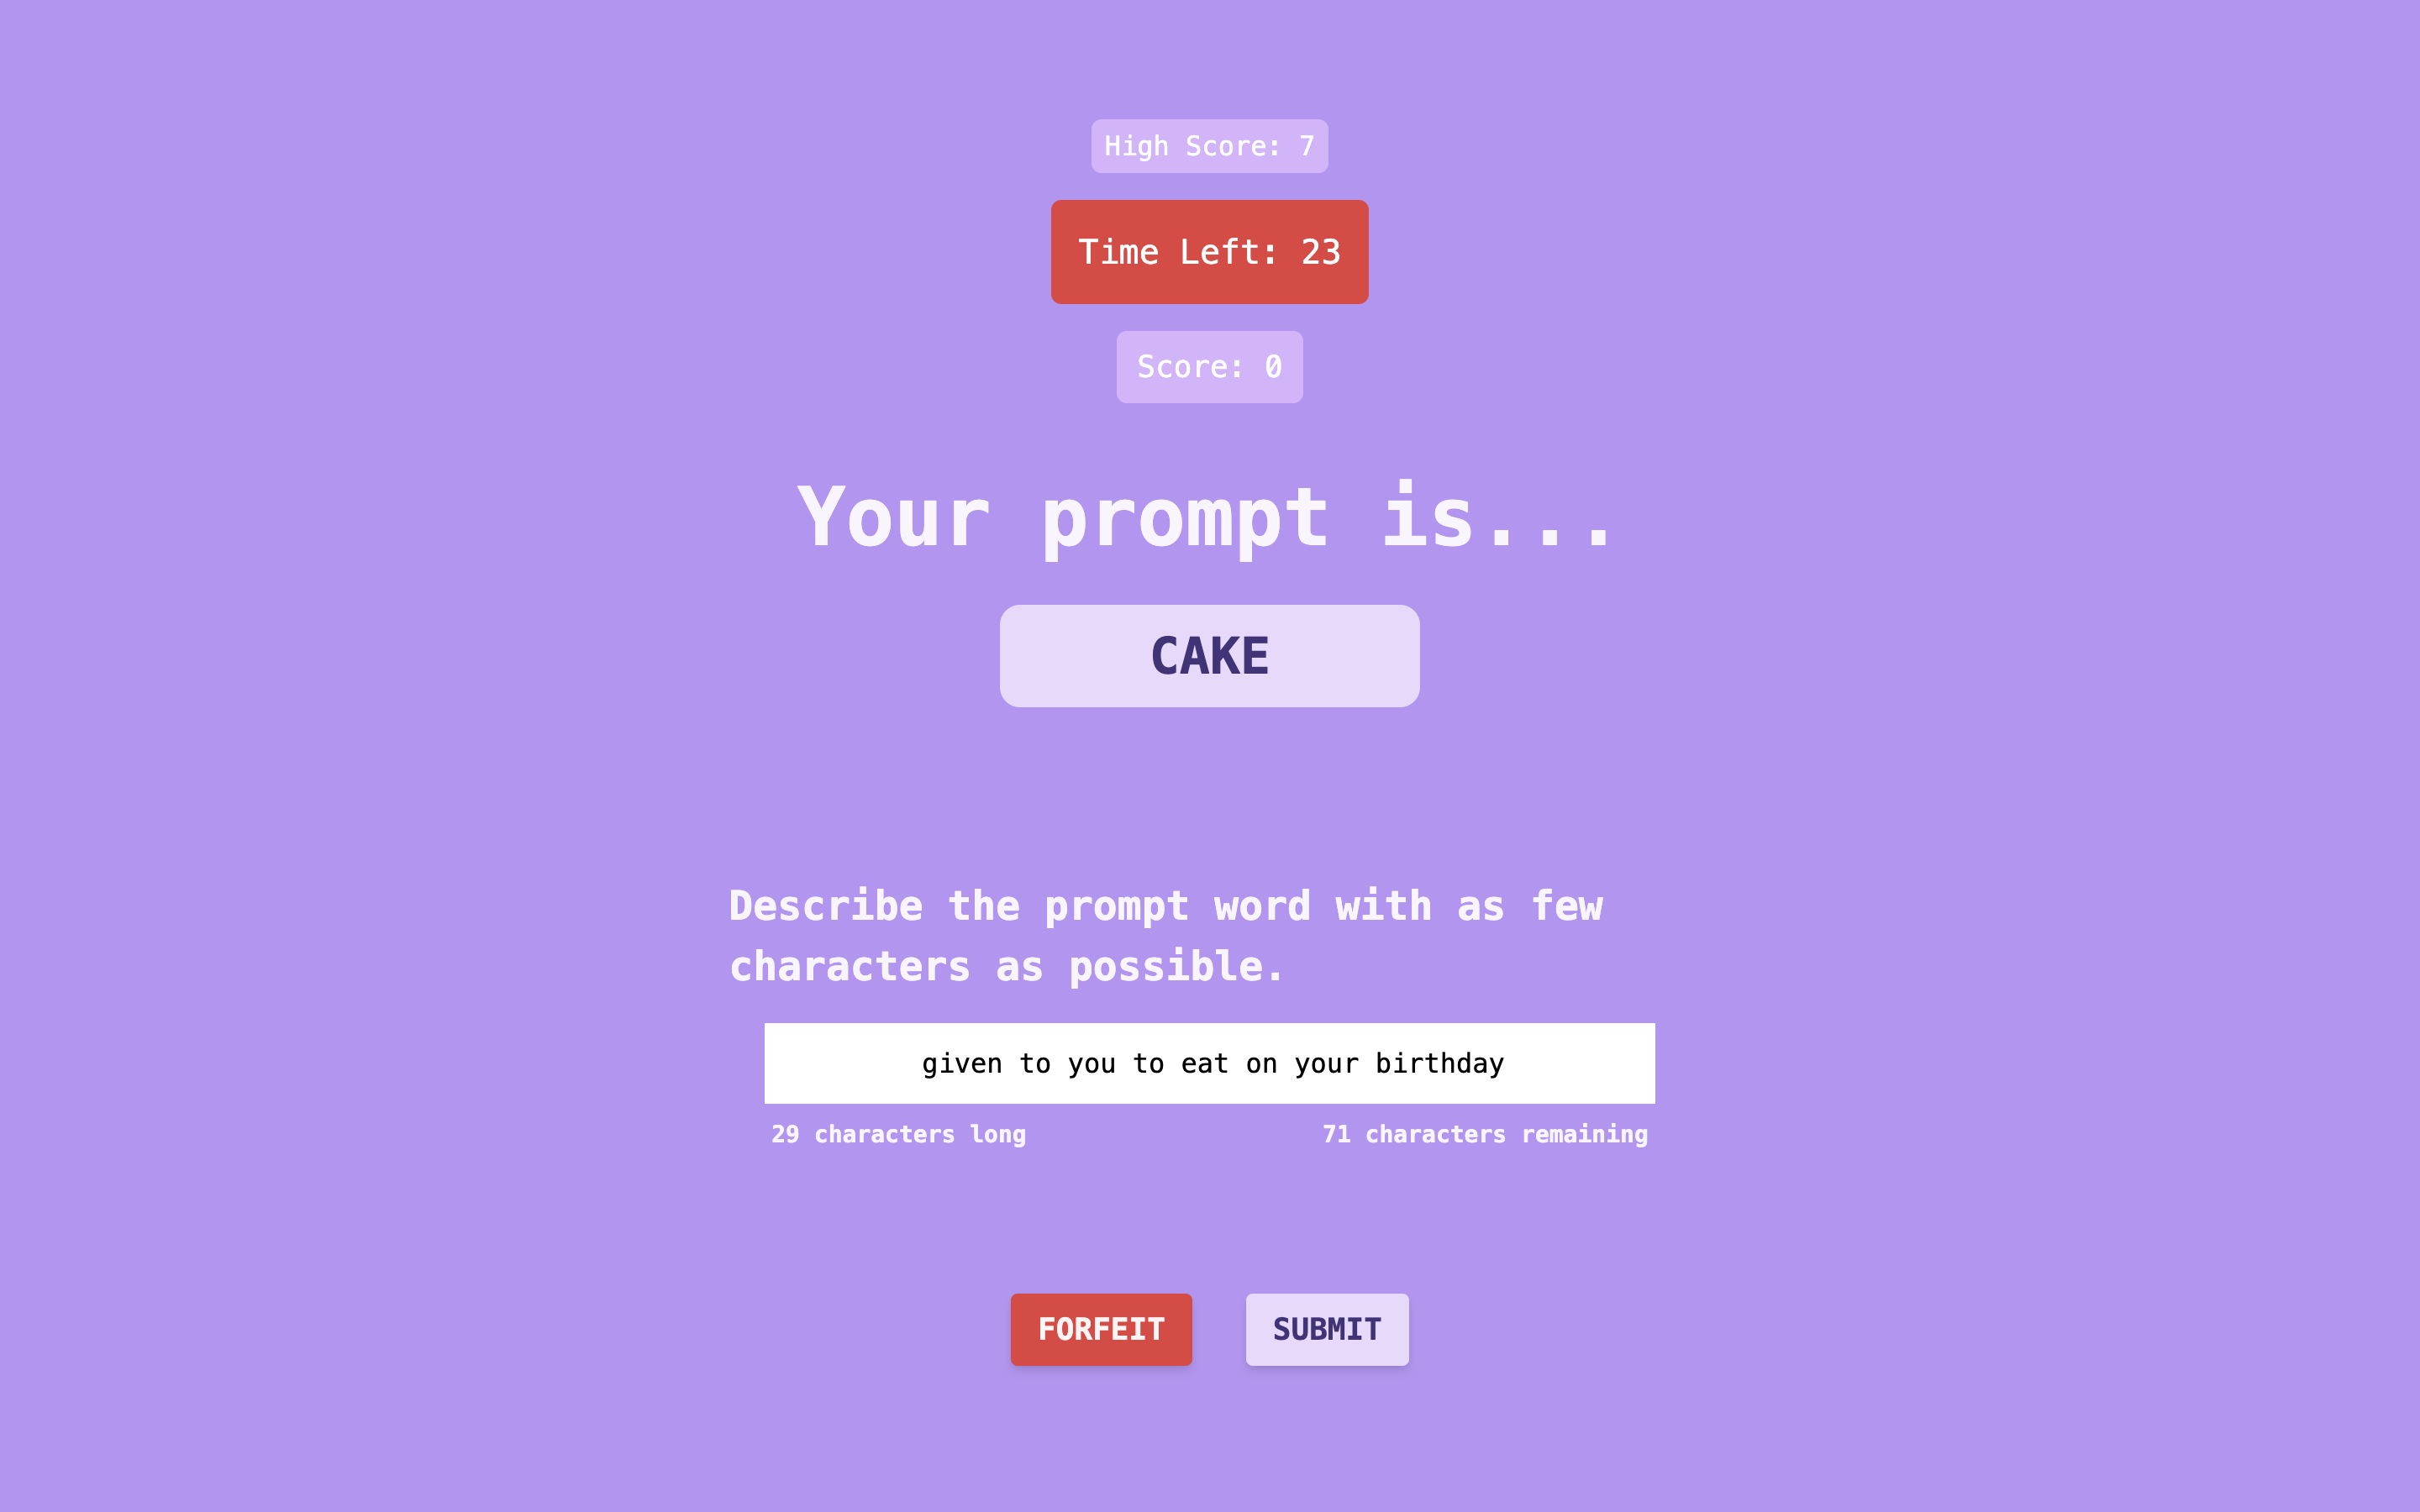 High Score: 7
Time Left: 23
Score: 0
Your prompt is...
CAKE
Describe the prompt word with as few
characters as possible.
given to you to eat on your birthday
29 characters long
71 characters remaining
FORFEIT
SUBMIT